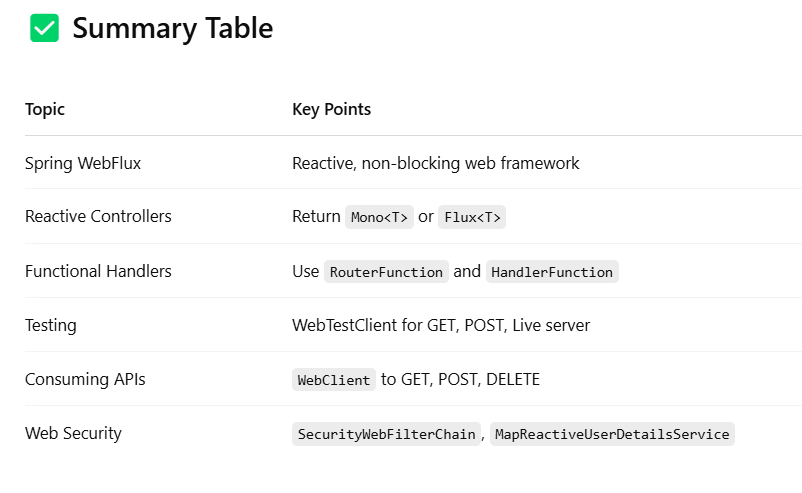 ✅ Summary Table
Topic Key Points
Spring WebFlux Reactive, non-blocking web framework
Reactive Controllers Return Mono<T> or Flux<T>
Functional Handlers Use RouterFunction and HandlerFunction
Testing WebTestClient for GET, POST, Live server
Consuming APIs WebClient to GET, POST, DELETE
Web Security SecurityWebFilterChain, MapReactiveUserDetailsService